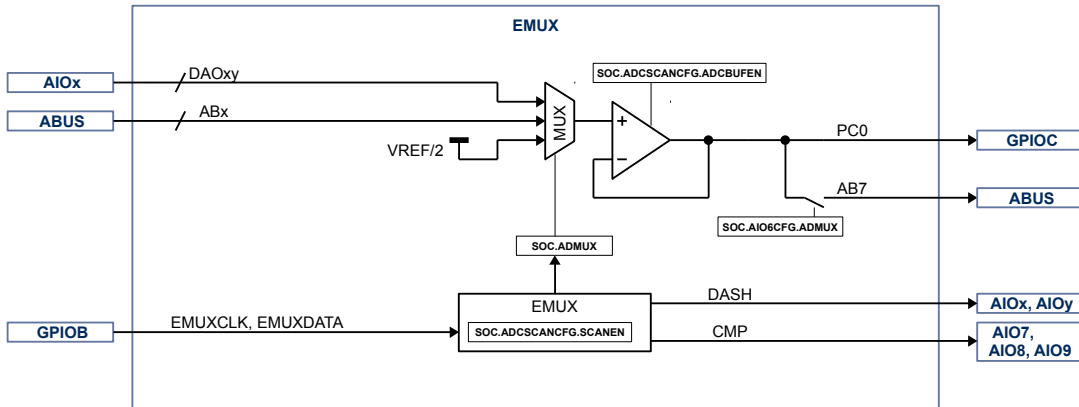 EMUX
AIOx
DAOxy
SOC.ADCSCANCFG.ADCBUFEN
ABUS
ABx
MUX
+
−
VREF/2
PC0
GPIOC
AB7
ABUS
SOC.AIO6CFG.ADMUX
SOC.ADMUX
EMUX
DASH
AIOx, AIOy
GPIOB
EMUXCLK, EMUXDATA
SOC.ADCSCANCFG.SCANEN
CMP
AIO7,
AIO8, AIO9